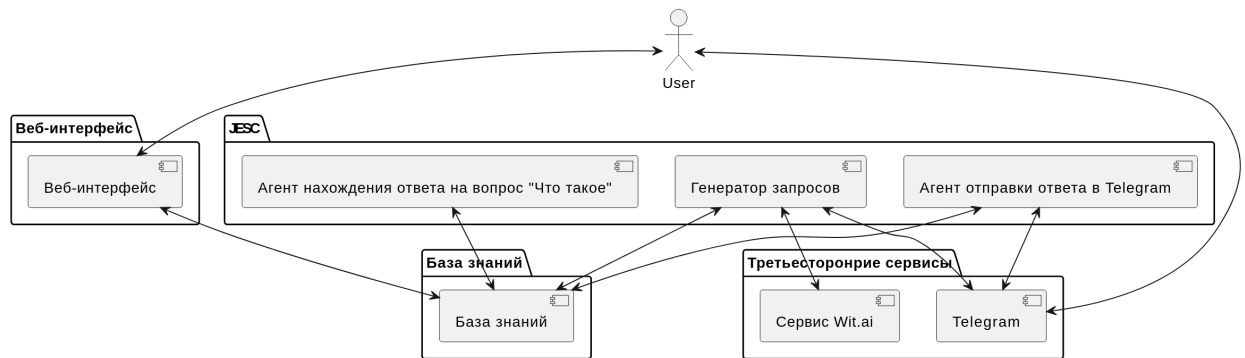 User
Веб-интерфейс
JESC
Веб-интерфейс
Агент нахождения ответа на вопрос "Что такое"
Генератор запросов
Агент отправки ответа в Telegram
База знаний
Третьесторонрие сервисы
База знаний
Сервис Wit.ai
Telegram